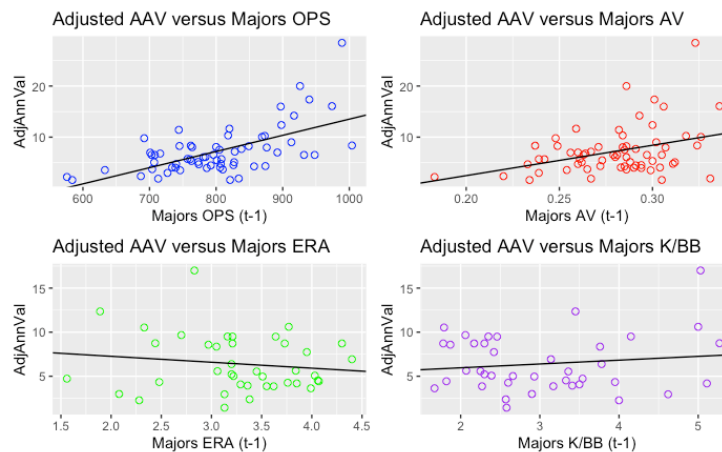 Adjusted AAV versus Majors OPS
AdjAnnVal
20
10
600 700 800 900 1000
Majors OPS (t-1)
Adjusted AAV versus Majors AV
AdjAnnVal
20
10
0.20 0.25 0.30
Majors AV (t-1)
Adjusted AAV versus Majors ERA
AdjAnnVal
15
10
5
1.5 2.0 2.5 3.0 3.5 4.0 4.5
Majors ERA (t-1)
Adjusted AAV versus Majors K/BB
AdjAnnVal
15
10
5
2 3 4 5
Majors K/BB (t-1)